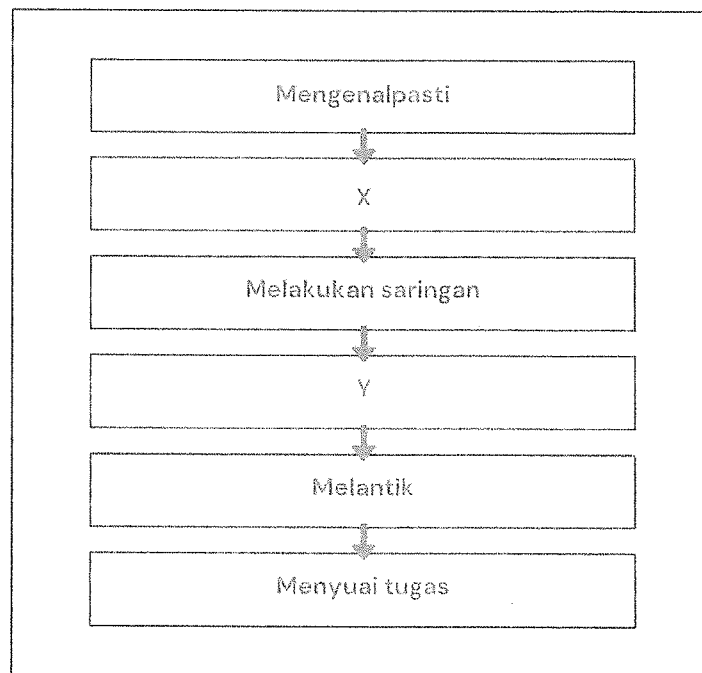 Mengenalpasti
X
Melakukan saringan
Y
Melantik
Menyuai tugas